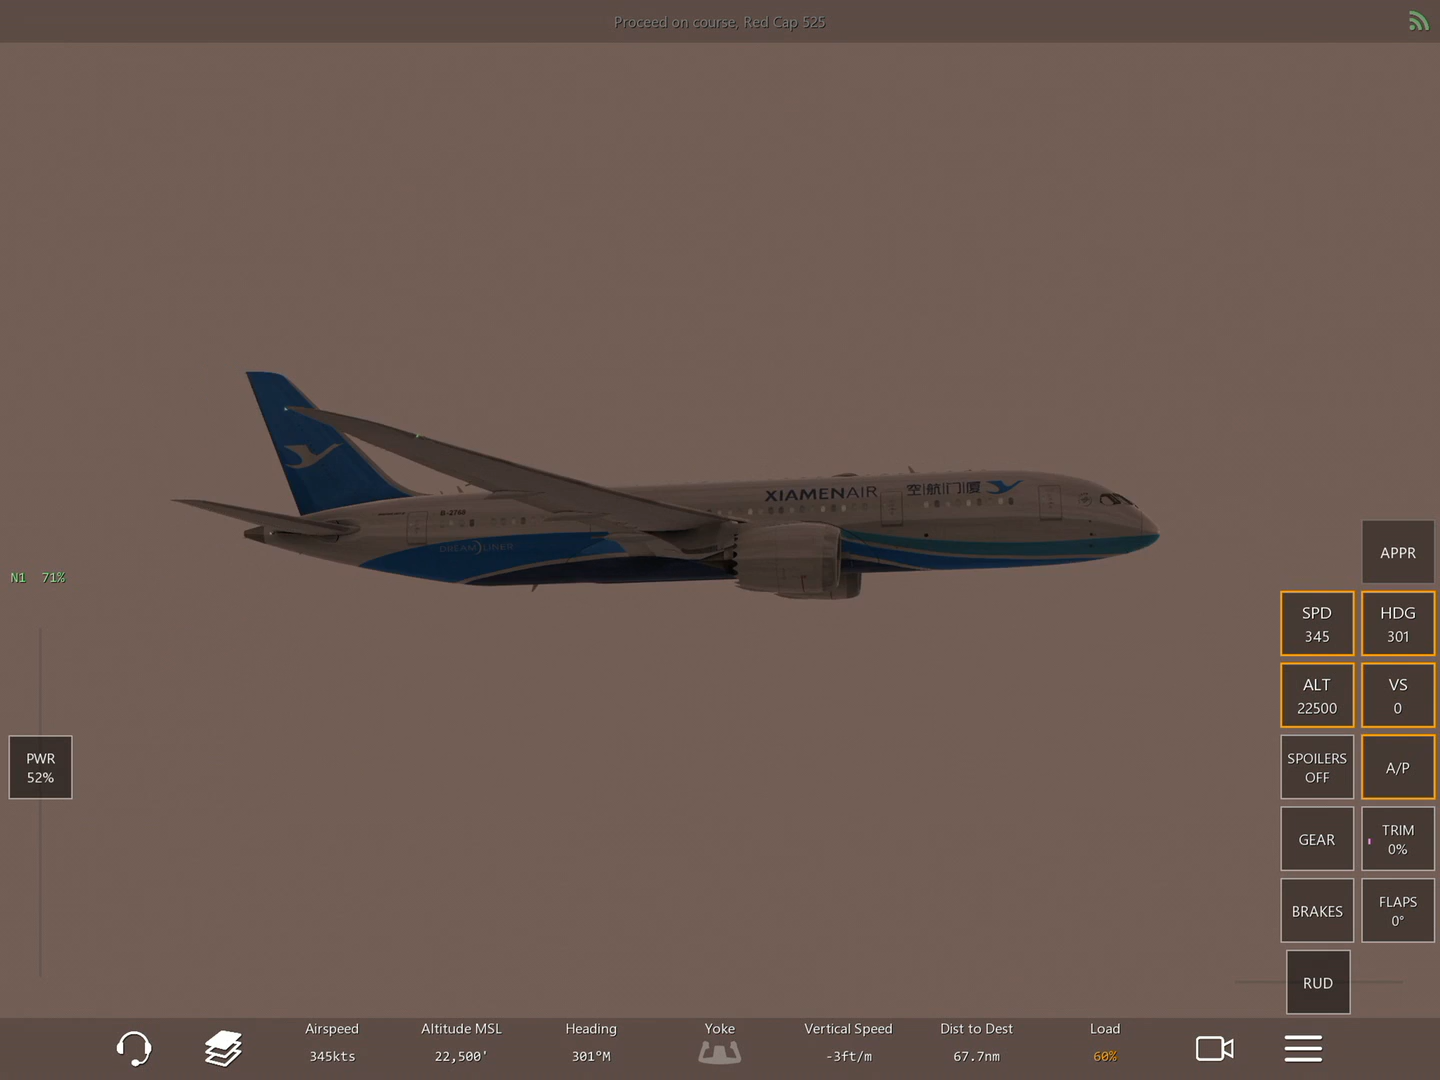 Proceed on course, Red Cap 525
XIAMENAIR 空|航|门|厦
DREAMLINER
N1 71%
APPR
SPD
345
HDG
301
ALT
22500
VS
0
PWR
52%
SPOILERS
OFF
A/P
GEAR
TRIM
0%
BRAKES
FLAPS
0°
RUD
Airspeed
345kts
Altitude MSL
22,500'
Heading
301°M
Yoke
Vertical Speed
-3ft/m
Dist to Dest
67.7nm
Load
60%